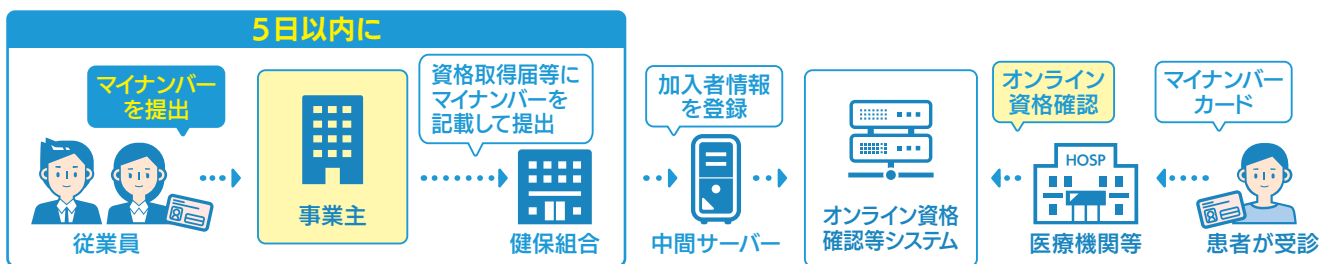 5日以内に
マイナンバー
を提出
従業員
事業主
資格取得届等に
マイナンバーを
記載して提出
健保組合
加入者情報
を登録
中間サーバー
オンライン資格
確認等システム
オンライン
資格確認
HOSP
医療機関等
マイナンバー
カード
患者が受診